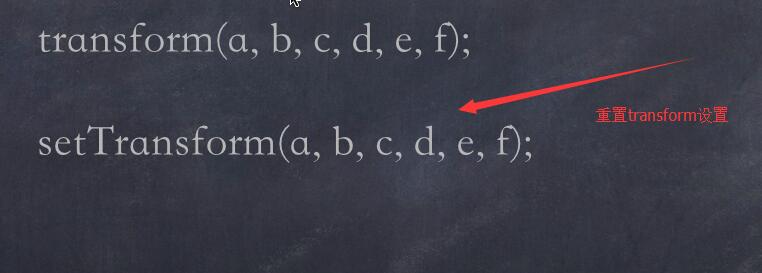 transform(a, b, c, d, e, f);
重置transform设置
setTransform(a, b, c, d, e, f);